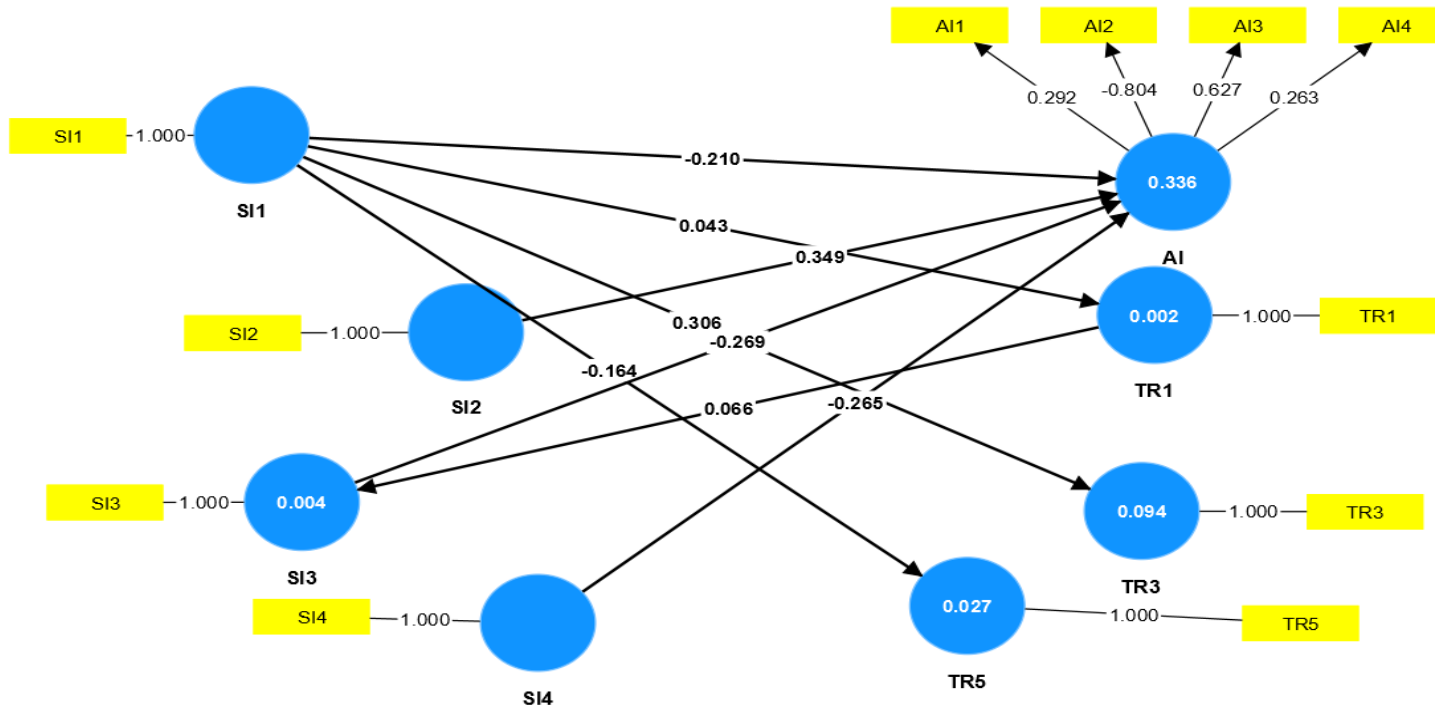 AI1 AI2 AI3 AI4
0.292 -0.804 0.627 0.263
SI1 1.000
SI1
-0.210
0.336
AI
0.043
0.349
SI2 1.000
SI2
0.306
-0.269
0.002 1.000 TR1
TR1
-0.164
0.066
-0.265
SI3 1.000 0.004
SI3
0.094 1.000 TR3
TR3
SI4 1.000
SI4
0.027 1.000 TR5
TR5